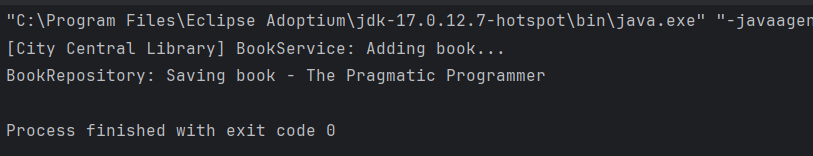 "C:\Program Files\Eclipse Adoptium\jdk-17.0.12.7-hotspot\bin\java.exe" "-javaagen
[City Central Library] BookService: Adding book...
BookRepository: Saving book - The Pragmatic Programmer
Process finished with exit code 0